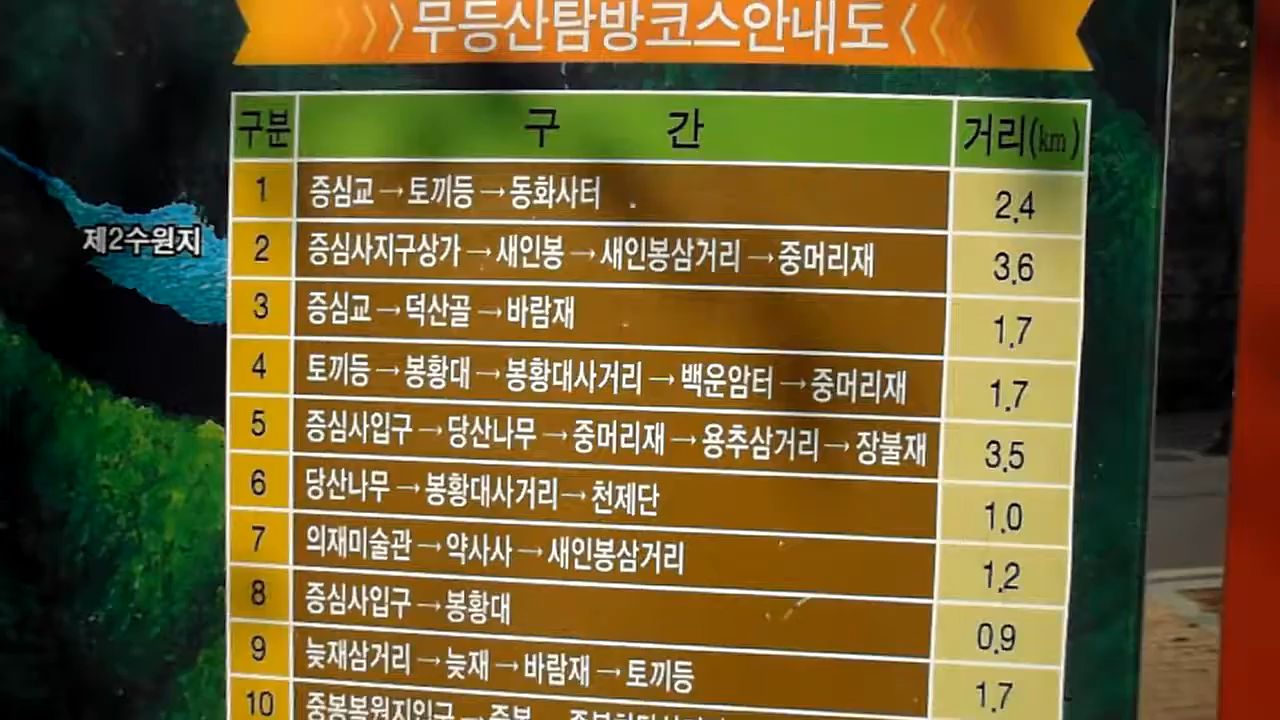 무등산탐방코스안내도
구분 구 간 거리(km)
1 증심교→토끼등→동화사터 2.4
제2수원지
2 증심사지구상가→새인봉→새인봉삼거리→중머리재 3.6
3 증심교→덕산골→바람재 1.7
4 토끼등→봉황대→봉황대사거리→백운암터→중머리재 1.7
5 증심사입구→당산나무→중머리재→용추삼거리→장불재 3.5
6 당산나무→봉황대사거리→천제단 1.0
7 의재미술관→약사사→새인봉삼거리 1.2
8 증심사입구→봉황대 0.9
9 늦재삼거리→늦재→바람재→토끼등 1.7
10 중봉복원지입구→중봉→